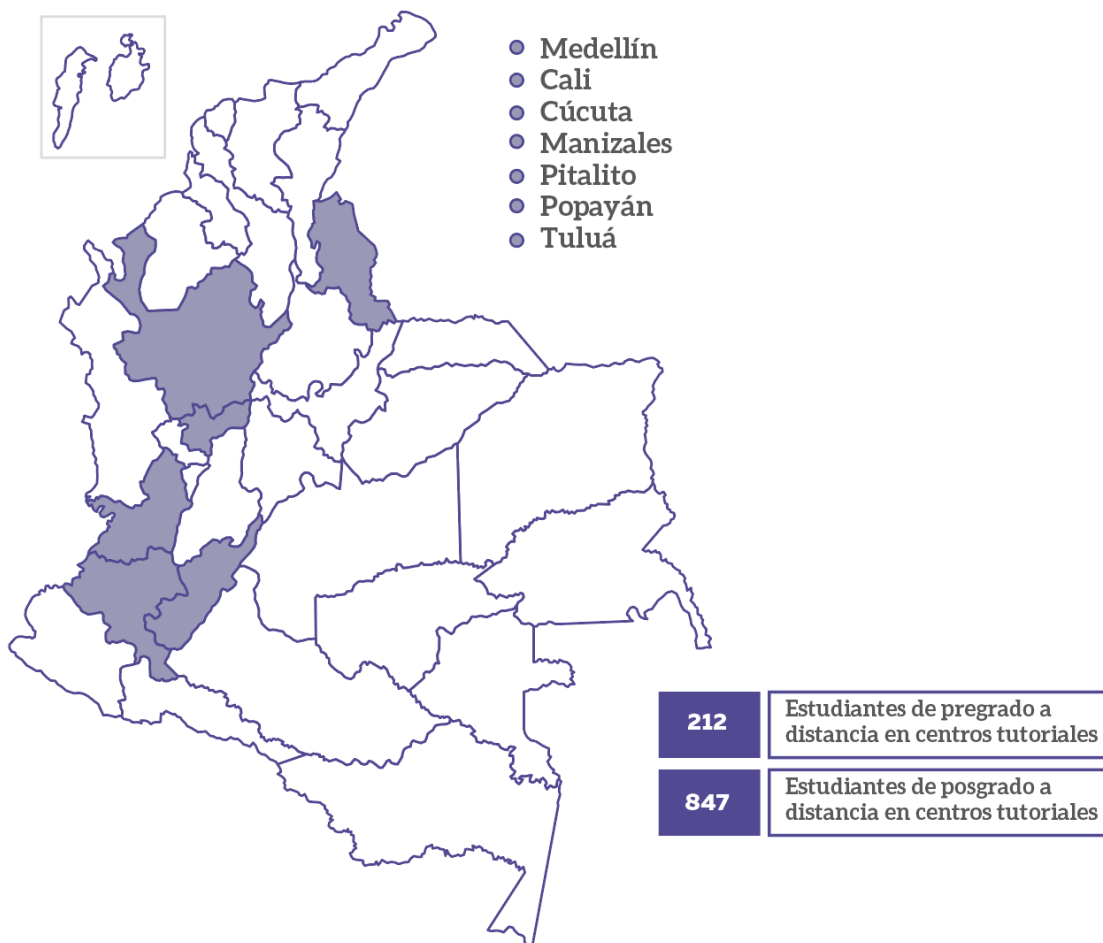 Medellín
Cali
Cúcuta
Manizales
Pitalito
Popayán
Tuluá
212
Estudiantes de pregrado a
distancia en centros tutoriales
847
Estudiantes de posgrado a
distancia en centros tutoriales